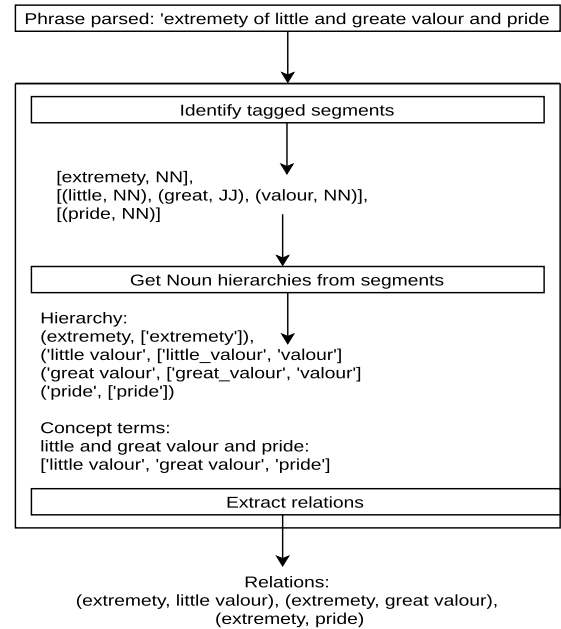 Phrase parsed: 'extremety of little and greate valour and pride
Identify tagged segments
[extremety, NN],
[(little, NN), (great, JJ), (valour, NN)],
[(pride, NN)]
Get Noun hierarchies from segments
Hierarchy:
(extremety, ['extremety']),
('little valour', ['little_valour', 'valour']
('great valour', ['great_valour', 'valour']
('pride', ['pride'])
Concept terms:
little and great valour and pride:
['little valour', 'great valour', 'pride']
Extract relations
Relations:
(extremety, little valour), (extremety, great valour),
(extremety, pride)